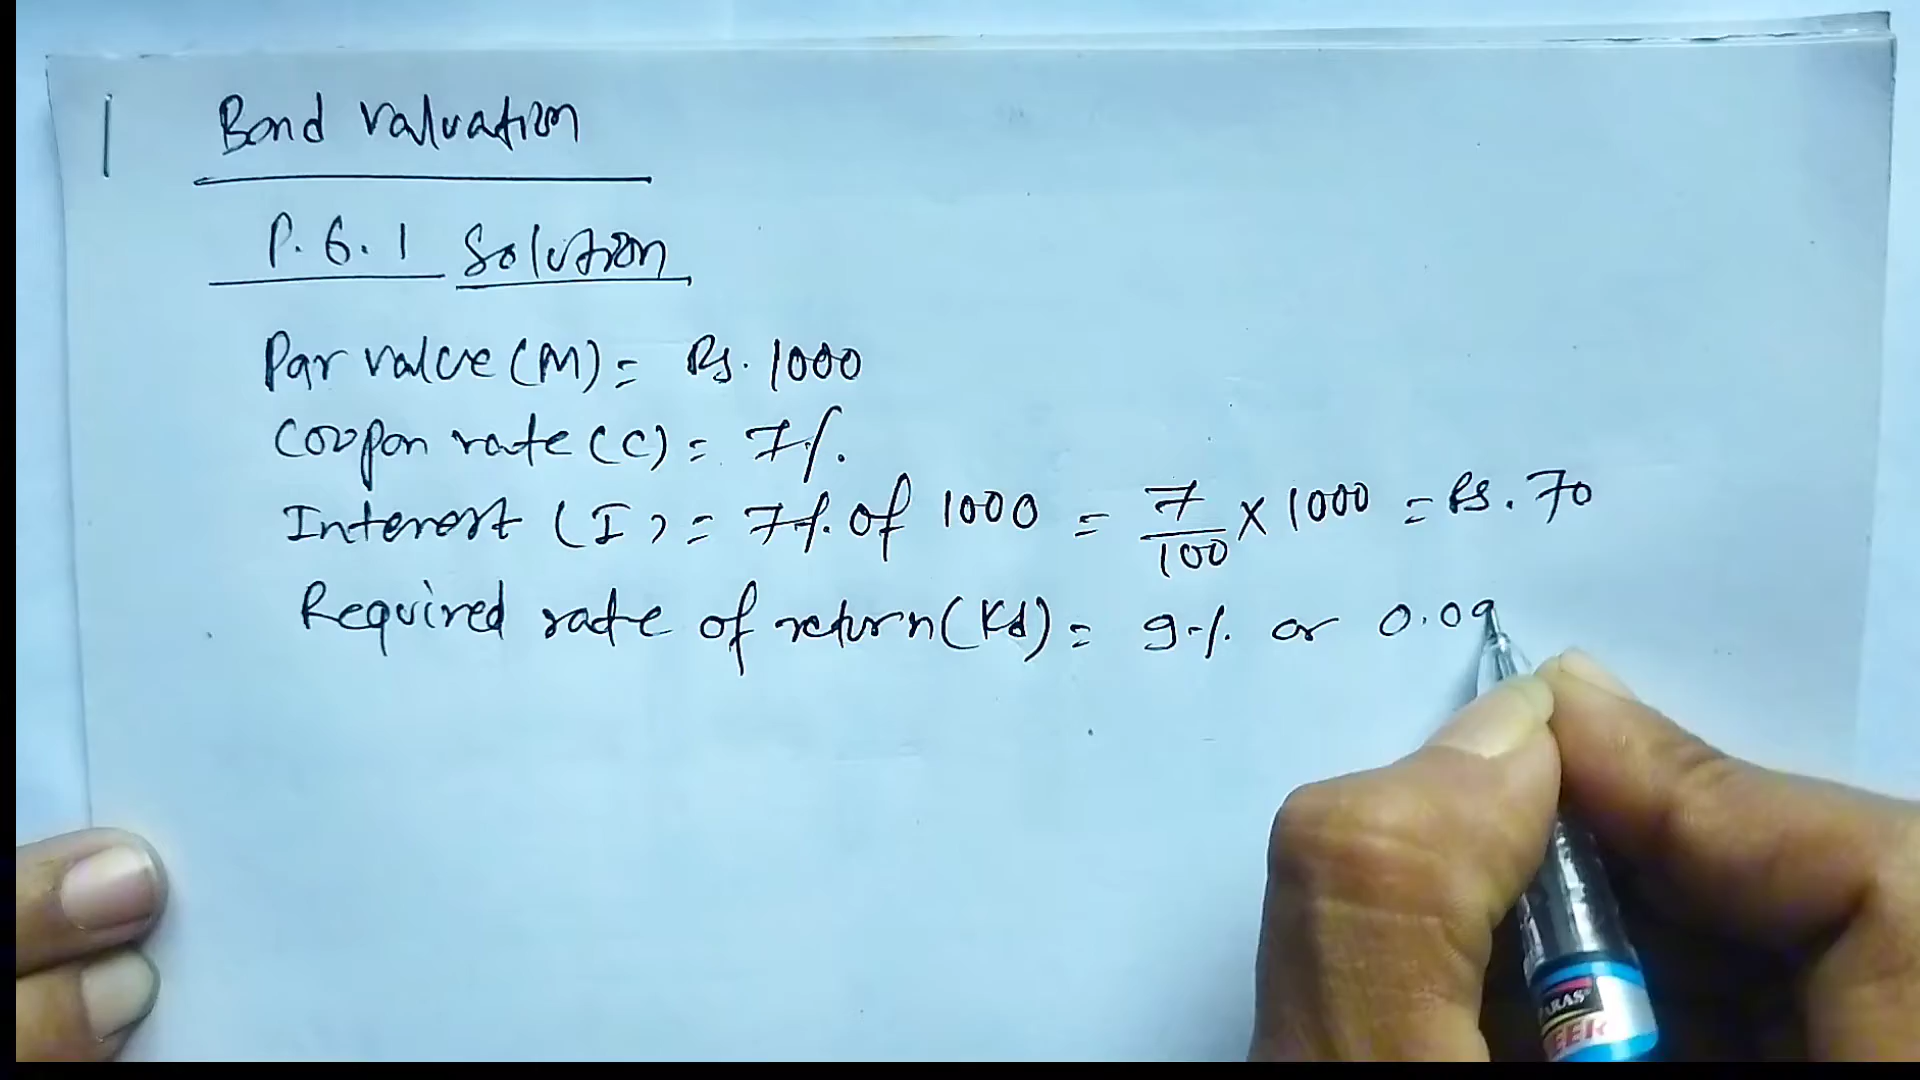 Bond valuation
P. 6.1 Solution
Par value (M) = Rs. 1000
Coupon rate (C) = 7%.
Interest (I) = 7% of 1000 = 7/100 X 1000 = Rs. 70
Required rate of return (Kd) = 9% or 0.09